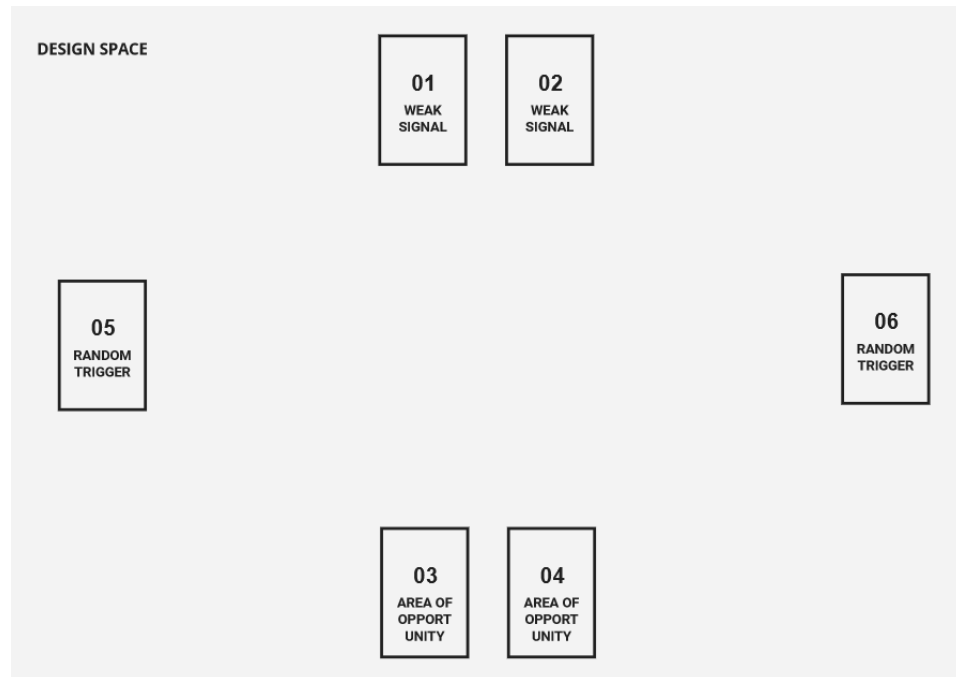 DESIGN SPACE
01
WEAK
SIGNAL
02
WEAK
SIGNAL
05
RANDOM
TRIGGER
06
RANDOM
TRIGGER
03
AREA OF
OPPORT
UNITY
04
AREA OF
OPPORT
UNITY